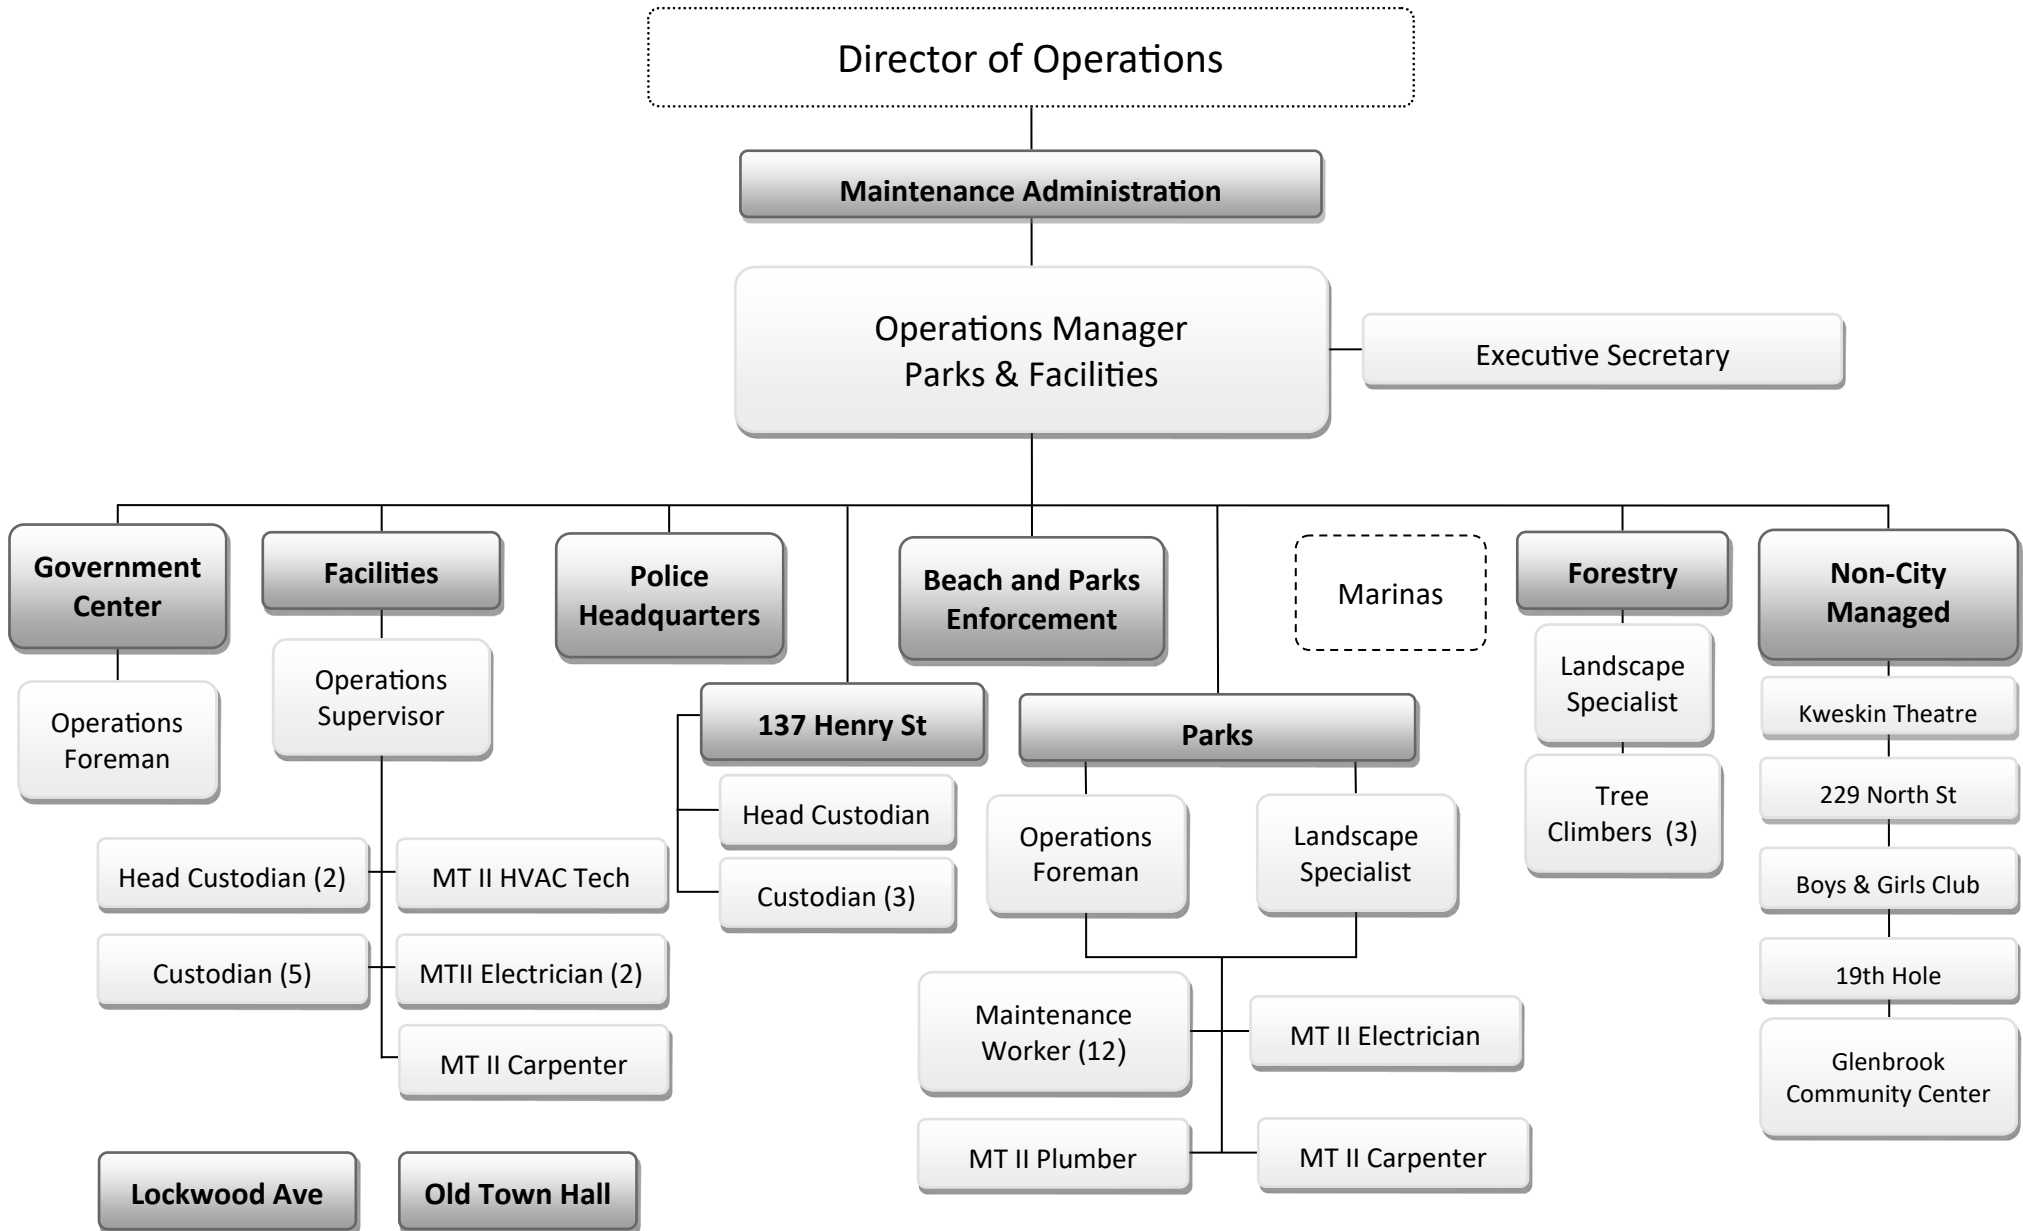 Director of Operations
Maintenance Administration
Operations Manager
Parks & Facilities
Executive Secretary
Government
Center
Operations
Foreman
Facilities
Operations
Supervisor
Head Custodian (2)
MT II HVAC Tech
Custodian (5)
MTII Electrician (2)
MT II Carpenter
Lockwood Ave
Old Town Hall
Police
Headquarters
137 Henry St
Head Custodian
Custodian (3)
Beach and Parks
Enforcement
Parks
Operations
Foreman
Landscape
Specialist
Maintenance
Worker (12)
MT II Electrician
MT II Plumber
MT II Carpenter
Marinas
Forestry
Landscape
Specialist
Tree
Climbers (3)
Non-City
Managed
Kweskin Theatre
229 North St
Boys & Girls Club
19th Hole
Glenbrook
Community Center